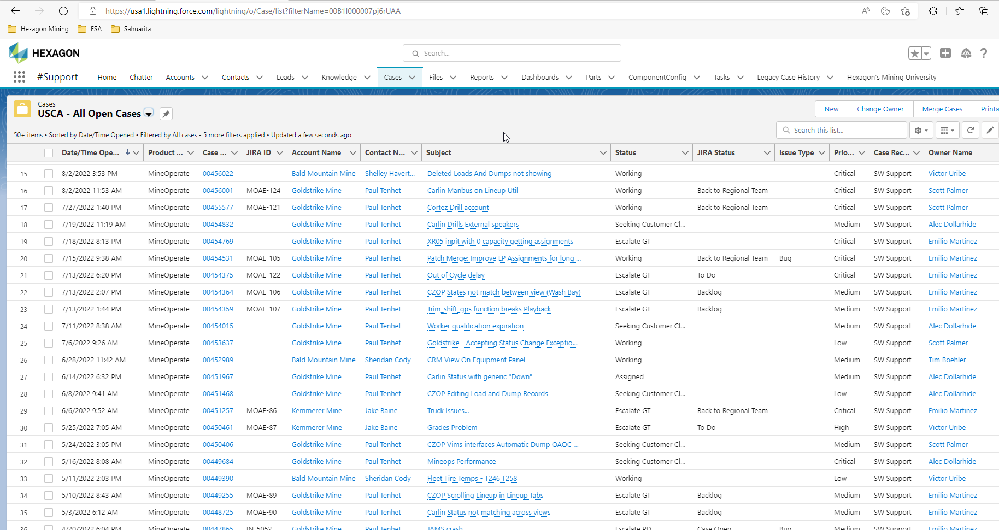 https://usa1.lightning.force.com/lightning/o/Case/list?filterName=00B1I000007pj6rUAA
Hexagon Mining ESA Sahuarita
HEXAGON Search...
#Support Home Chatter Accounts Contacts Leads Knowledge Cases Files Reports Dashboards Parts ComponentConfig Tasks Legacy Case History Hexagon's Mining University
Cases
USCA - All Open Cases New Change Owner Merge Cases Printa
50+ items • Sorted by Date/Time Opened • Filtered by All cases - 5 more filters applied • Updated a few seconds ago Search this list...
Date/Time Ope... Product ... Case ... JIRA ID Account Name Contact N... Subject Status JIRA Status Issue Type Prio... Case Rec... Owner Name
15 8/2/2022 3:53 PM MineOperate 00456022 Bald Mountain Mine Shelley Havert... Deleted Loads And Dumps not showing Working Critical SW Support Victor Uribe
16 8/2/2022 11:53 AM MineOperate 00456001 MOAE-124 Goldstrike Mine Paul Tenhet Carlin Manbus on Lineup Util Working Back to Regional Team Critical SW Support Scott Palmer
17 7/27/2022 1:40 PM MineOperate 00455577 MOAE-121 Goldstrike Mine Paul Tenhet Cortez Drill account Working Back to Regional Team Critical SW Support Scott Palmer
18 7/19/2022 11:19 AM MineOperate 00454832 Goldstrike Mine Paul Tenhet Carlin Drills External speakers Seeking Customer Cl... Medium SW Support Alec Dollarhide
19 7/18/2022 8:13 PM MineOperate 00454769 Goldstrike Mine Paul Tenhet XR05 inpit with 0 capacity getting assignments Escalate GT Critical SW Support Emilio Martinez
20 7/15/2022 9:38 AM MineOperate 00454531 MOAE-105 Goldstrike Mine Paul Tenhet Patch Merge: Improve LP Assignments for long ... Working Back to Regional Team Bug Critical SW Support Emilio Martinez
21 7/13/2022 6:20 PM MineOperate 00454375 MOAE-122 Goldstrike Mine Paul Tenhet Out of Cycle delay Escalate GT To Do Critical SW Support Emilio Martinez
22 7/13/2022 2:07 PM MineOperate 00454364 MOAE-106 Goldstrike Mine Paul Tenhet CZOP States not match between view (Wash Bay) Escalate GT Backlog Medium SW Support Emilio Martinez
23 7/13/2022 1:44 PM MineOperate 00454359 MOAE-107 Goldstrike Mine Paul Tenhet Trim_shift_gps function breaks Playback Escalate GT Backlog Medium SW Support Emilio Martinez
24 7/11/2022 8:38 AM MineOperate 00454015 Goldstrike Mine Paul Tenhet Worker qualification expiration Seeking Customer Cl... Medium SW Support Alec Dollarhide
25 7/6/2022 9:26 AM MineOperate 00453637 Goldstrike Mine Paul Tenhet Goldstrike - Accepting Status Change Exceptio... Working Low SW Support Scott Palmer
26 6/28/2022 11:42 AM MineOperate 00452989 Bald Mountain Mine Sheridan Cody CRM View On Equipment Panel Working Medium SW Support Tim Boehler
27 6/14/2022 6:32 PM MineOperate 00451967 Goldstrike Mine Paul Tenhet Carlin Status with generic "Down" Assigned Medium SW Support Alec Dollarhide
28 6/8/2022 9:41 AM MineOperate 00451468 Goldstrike Mine Paul Tenhet CZOP Editing Load and Dump Records Seeking Customer Cl... Low SW Support Alec Dollarhide
29 6/6/2022 9:52 AM MineOperate 00451257 MOAE-86 Kemmerer Mine Jake Baine Truck Issues... Escalate GT Back to Regional Team Critical SW Support Emilio Martinez
30 5/25/2022 7:05 AM MineOperate 00450461 MOAE-87 Kemmerer Mine Jake Baine Grades Problem Escalate GT To Do High SW Support Victor Uribe
31 5/24/2022 3:05 PM MineOperate 00450406 Goldstrike Mine Paul Tenhet CZOP Vims interfaces Automatic Dump QAQC ... Seeking Customer Cl... Medium SW Support Scott Palmer
32 5/16/2022 8:08 AM MineOperate 00449684 Goldstrike Mine Paul Tenhet Mineops Performance Seeking Customer Cl... Critical SW Support Alec Dollarhide
33 5/11/2022 2:03 PM MineOperate 00449390 Bald Mountain Mine Sheridan Cody Fleet Tire Temps - T246 T258 Working Low SW Support Victor Uribe
34 5/10/2022 8:43 AM MineOperate 00449255 MOAE-89 Goldstrike Mine Paul Tenhet CZOP Scrolling Lineup in Lineup Tabs Escalate GT Backlog Medium SW Support Emilio Martinez
35 5/3/2022 6:12 AM MineOperate 00448725 MOAE-90 Goldstrike Mine Paul Tenhet Carlin Status not matching across views Escalate GT Backlog Medium SW Support Emilio Martinez
36 4/20/2022 6:04 PM MineOperate 00447865 IN-5052 Goldstrike Mine Paul Tenhet JAMS crash Escalate PD Case Open Bug Medium SW Support Emilio Martinez